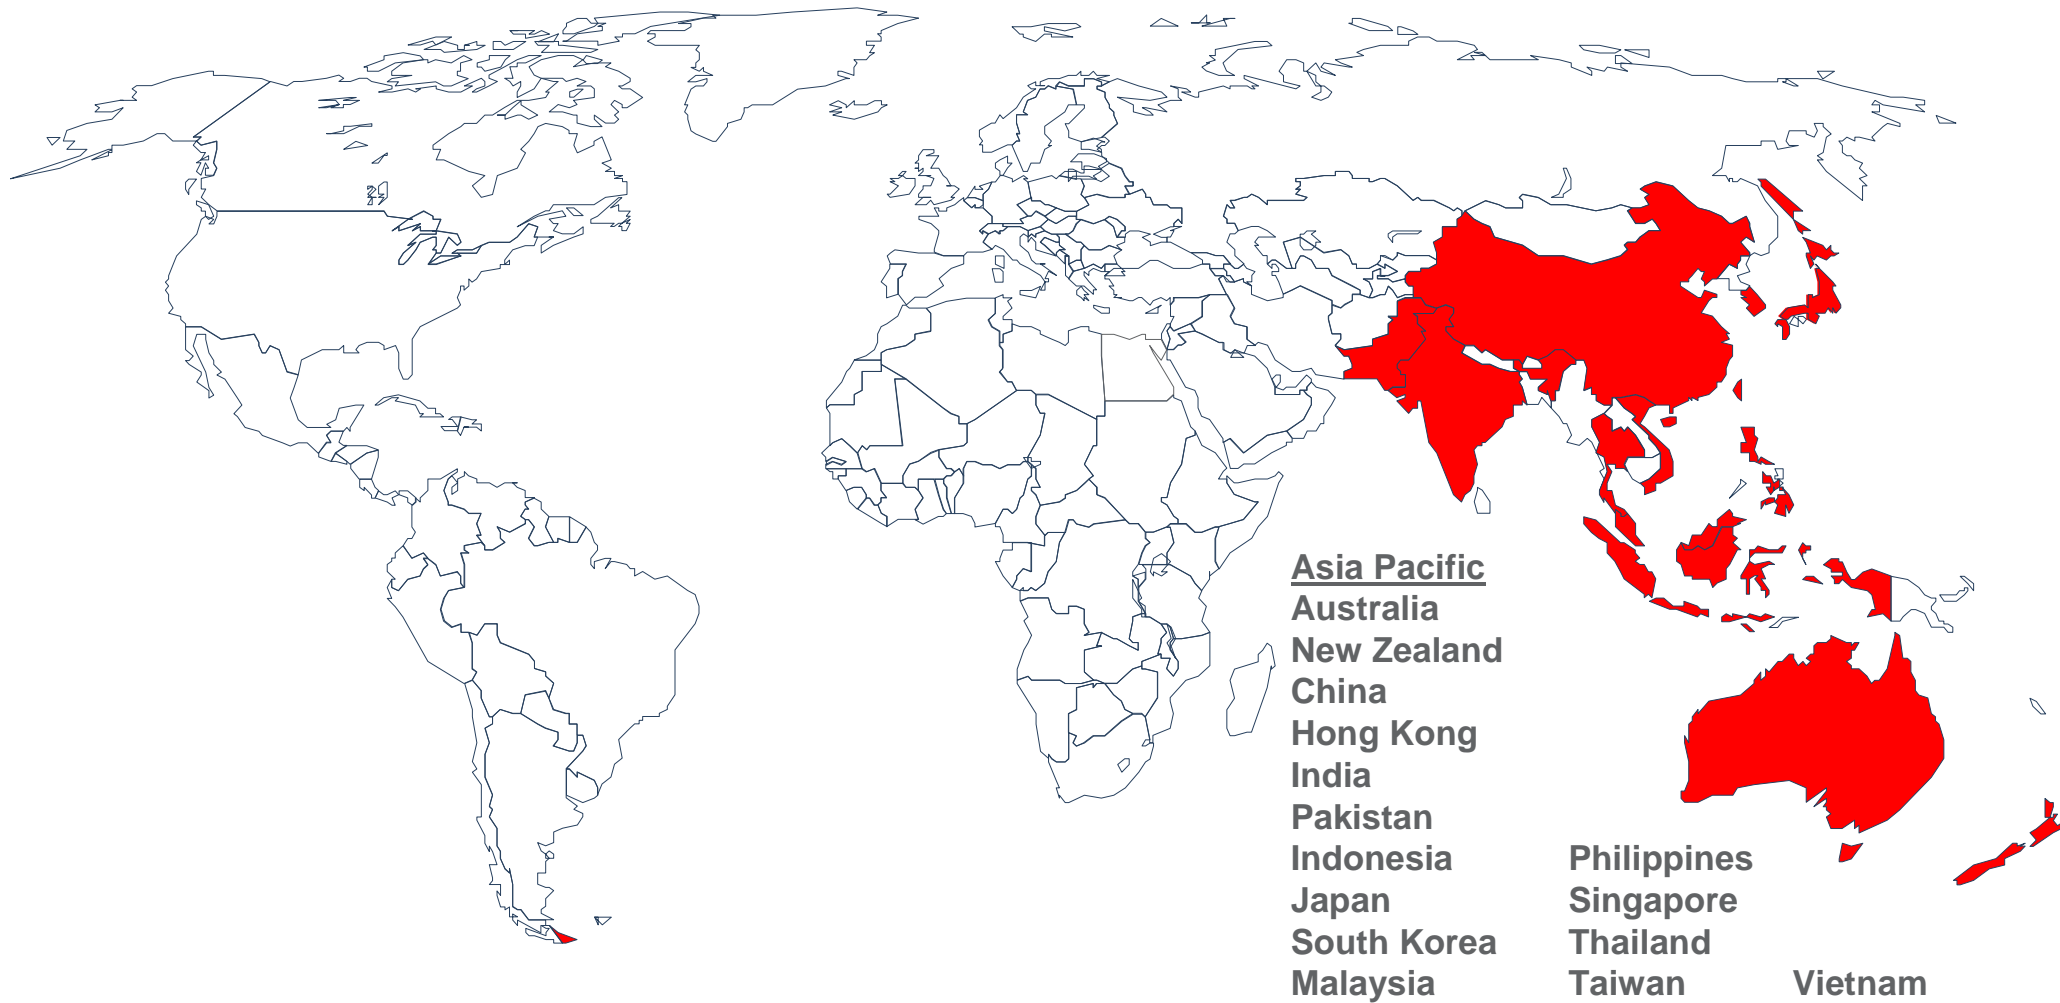 Asia Pacific
Australia
New Zealand
China
Hong Kong
India
Pakistan
Indonesia Philippines
Japan Singapore
South Korea Thailand
Malaysia Taiwan Vietnam